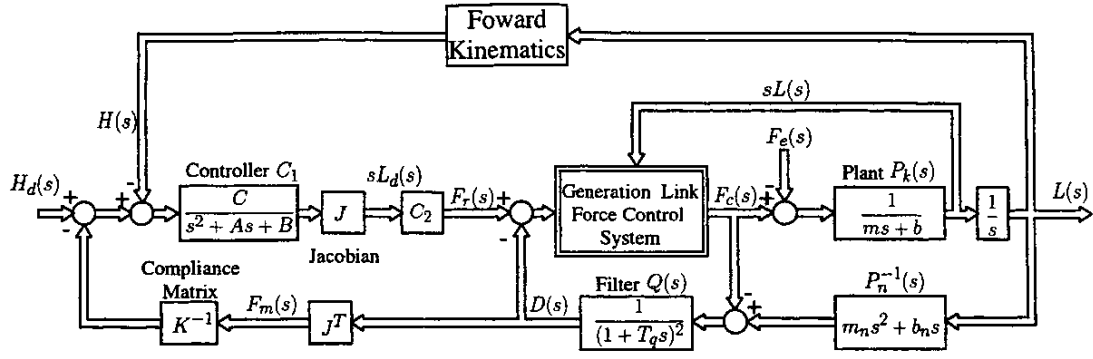 Foward
Kinematics
sL(s)
H(s)
F_e(s)
Controller C_1
sL_d(s)
Plant P_k(s)
H_d(s)
+
-
+
-
C
s^2 + As + B
J
C_2
F_r(s)
+
-
Generation Link
Force Control
System
F_c(s)
-
+
1
ms + b
1
s
L(s)
Jacobian
Compliance
Matrix
Filter Q(s)
P_n^{-1}(s)
K^{-1}
F_m(s)
J^T
D(s)
1
(1 + T_q s)^2
-
+
m_n s^2 + b_n s